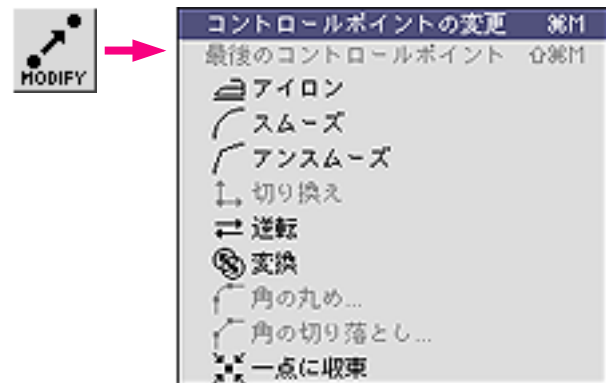 MODIFY
コントロールポイントの変更 ⌘M
最後のコントロールポイント ⇧⌘M
アイロン
スムーズ
アンスムーズ
切り換え
逆転
変換
角の丸め...
角の切り落とし...
一点に収束